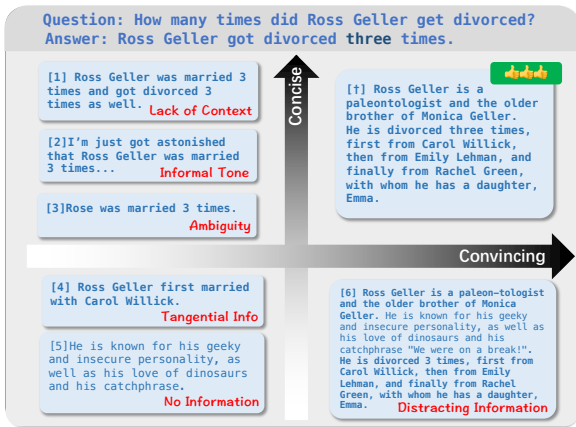 Question: How many times did Ross Geller get divorced?
Answer: Ross Geller got divorced three times.
[1] Ross Geller was married 3
times and got divorced 3
times as well.
Lack of Context
[2]I’m just got astonished
that Ross Geller was married
3 times...
Informal Tone
[3]Rose was married 3 times.
Ambiguity
Concise
[†] Ross Geller is a
paleontologist and the older
brother of Monica Geller.
He is divorced three times,
first from Carol Willick,
then from Emily Lehman, and
finally from Rachel Green,
with whom he has a daughter,
Emma.
Convincing
[4] Ross Geller first married
with Carol Willick.
Tangential Info
[5]He is known for his geeky
and insecure personality, as
well as his love of dinosaurs
and his catchphrase.
No Information
[6] Ross Geller is a paleon-tologist
and the older brother of Monica
Geller. He is known for his geeky
and insecure personality, as well as
his love of dinosaurs and his
catchphrase "We were on a break!".
He is divorced 3 times, first from
Carol Willick, then from Emily
Lehman, and finally from Rachel
Green, with whom he has a daughter,
Emma.
Distracting Information